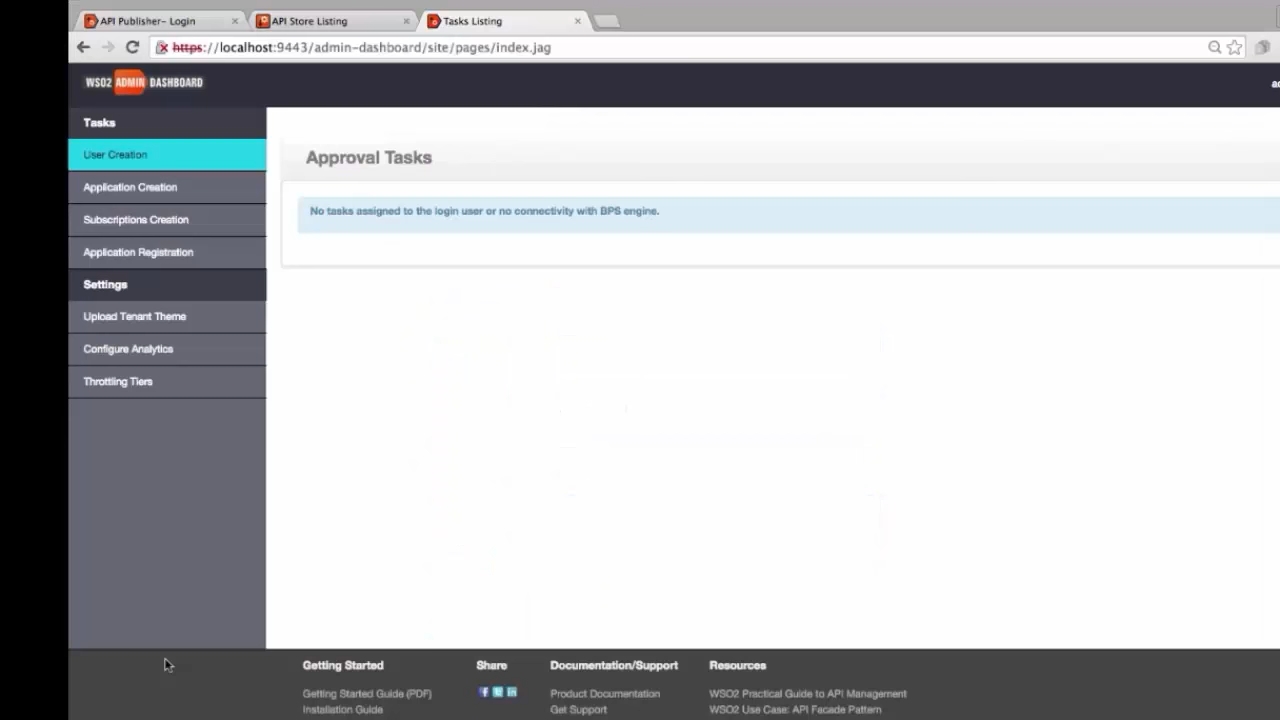 API Publisher- Login
API Store Listing
Tasks Listing
https://localhost:9443/admin-dashboard/site/pages/index.jag
WSO2 ADMIN DASHBOARD
Tasks
User Creation
Application Creation
Subscriptions Creation
Application Registration
Settings
Upload Tenant Theme
Configure Analytics
Throttling Tiers
Approval Tasks
No tasks assigned to the login user or no connectivity with BPS engine.
Getting Started
Getting Started Guide (PDF)
Installation Guide
Share
Documentation/Support
Product Documentation
Get Support
Resources
WSO2 Practical Guide to API Management
WSO2 Use Case: API Facade Pattern